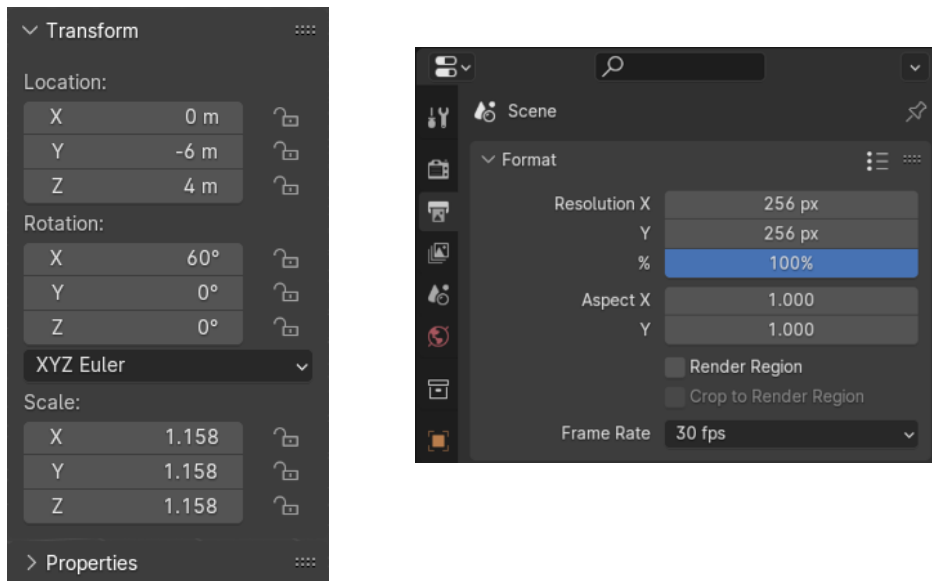 Transform
Location:
X 0 m
Y -6 m
Z 4 m
Rotation:
X 60°
Y 0°
Z 0°
XYZ Euler
Scale:
X 1.158
Y 1.158
Z 1.158
Properties
Scene
Format
Resolution X 256 px
Y 256 px
% 100%
Aspect X 1.000
Y 1.000
Render Region
Crop to Render Region
Frame Rate 30 fps